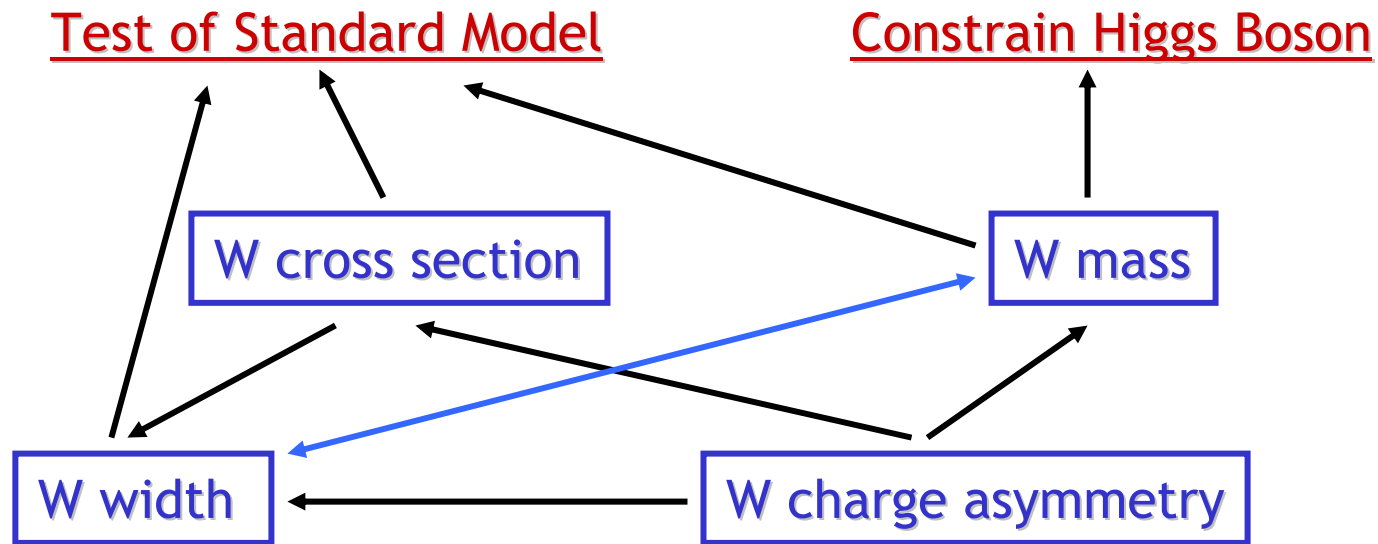 Test of Standard Model
Constrain Higgs Boson
W cross section
W mass
W width
W charge asymmetry